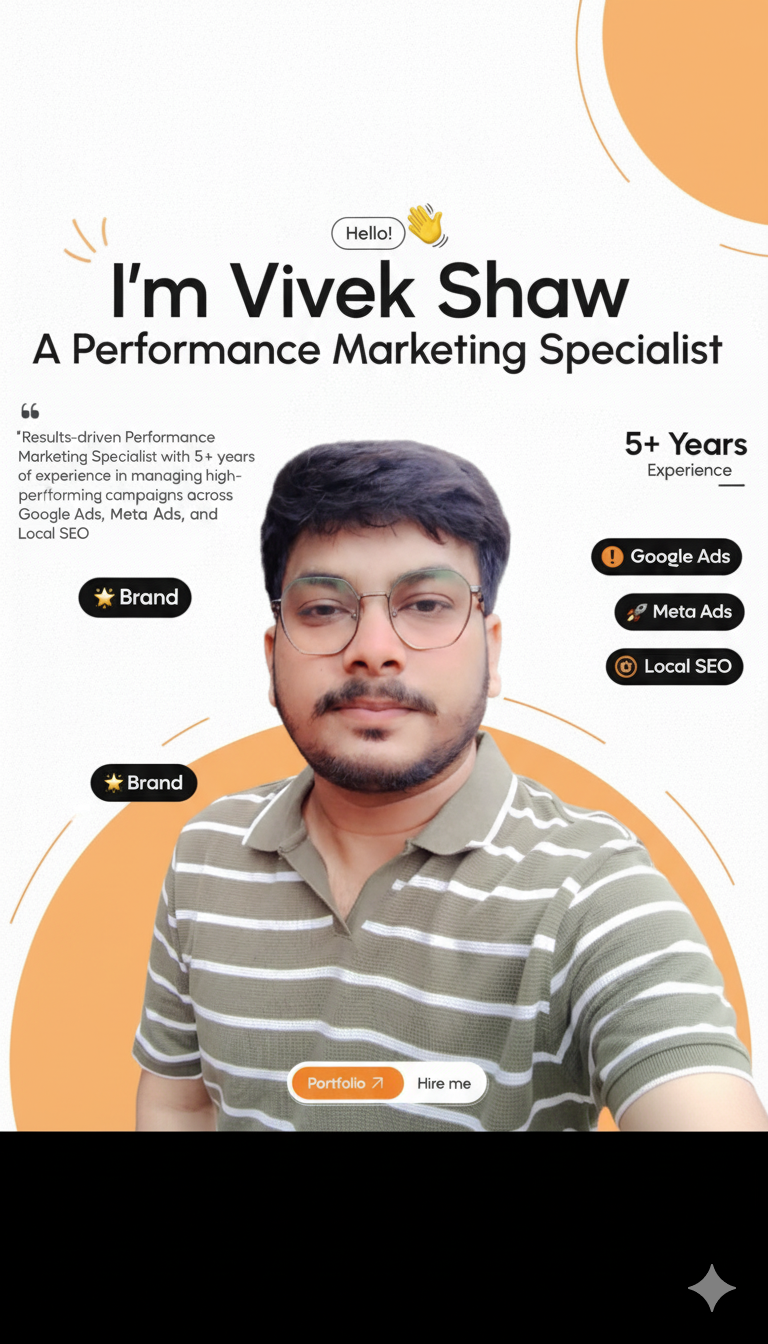 Hello!
I'm Vivek Shaw
A Performance Marketing Specialist
“
"Results-driven Performance
Marketing Specialist with 5+ years
of experience in managing high-
perfforming campaigns across
Google Ads, Meta Ads, and
Local SEO
5+ Years
Experience
Brand
Google Ads
Meta Ads
Local SEO
Brand
Portfolio
Hire me